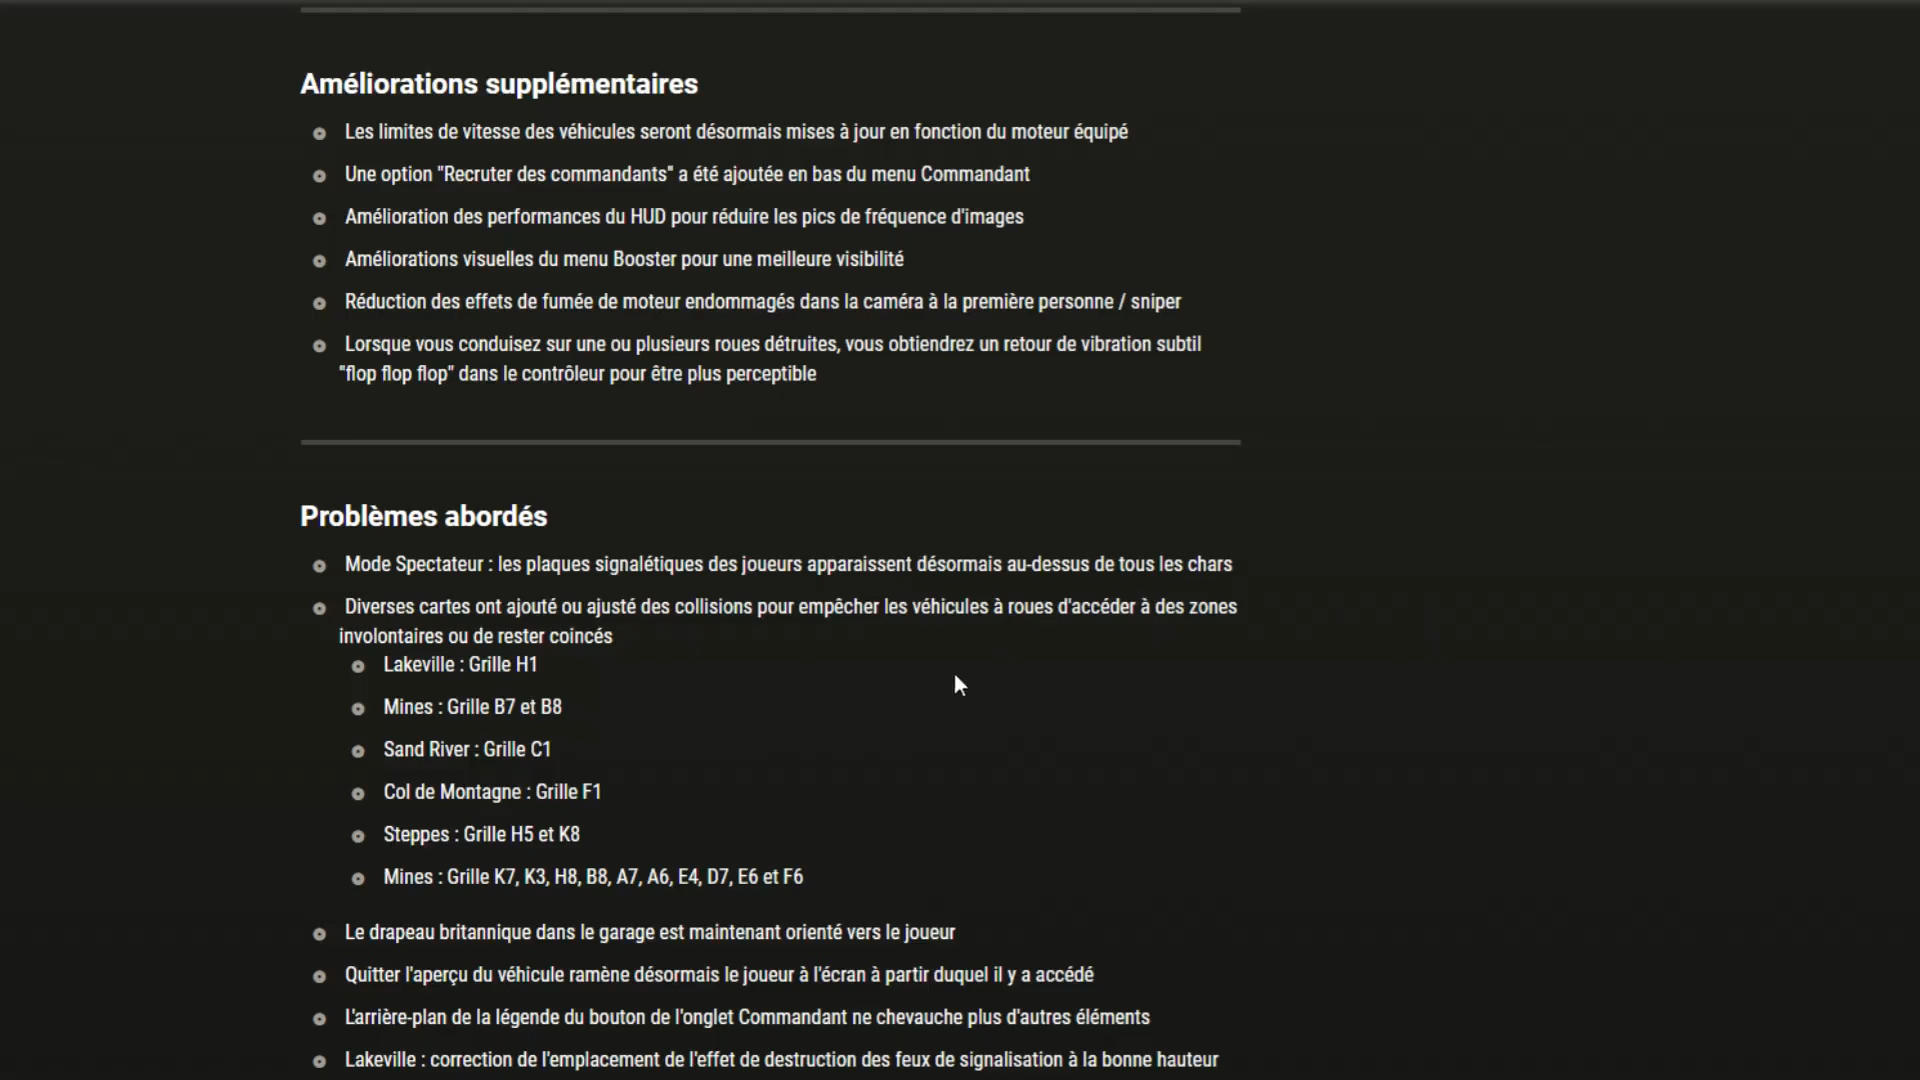 Améliorations supplémentaires
Les limites de vitesse des véhicules seront désormais mises à jour en fonction du moteur équipé
Une option "Recruter des commandants" a été ajoutée en bas du menu Commandant
Amélioration des performances du HUD pour réduire les pics de fréquence d'images
Améliorations visuelles du menu Booster pour une meilleure visibilité
Réduction des effets de fumée de moteur endommagés dans la caméra à la première personne / sniper
Lorsque vous conduisez sur une ou plusieurs roues détruites, vous obtiendrez un retour de vibration subtil
"flop flop flop" dans le contrôleur pour être plus perceptible
Problèmes abordés
Mode Spectateur : les plaques signalétiques des joueurs apparaissent désormais au-dessus de tous les chars
Diverses cartes ont ajouté ou ajusté des collisions pour empêcher les véhicules à roues d'accéder à des zones
involontaires ou de rester coincés
Lakeville : Grille H1
Mines : Grille B7 et B8
Sand River : Grille C1
Col de Montagne : Grille F1
Steppes : Grille H5 et K8
Mines : Grille K7, K3, H8, B8, A7, A6, E4, D7, E6 et F6
Le drapeau britannique dans le garage est maintenant orienté vers le joueur
Quitter l'aperçu du véhicule ramène désormais le joueur à l'écran à partir duquel il y a accédé
L'arrière-plan de la légende du bouton de l'onglet Commandant ne chevauche plus d'autres éléments
Lakeville : correction de l'emplacement de l'effet de destruction des feux de signalisation à la bonne hauteur